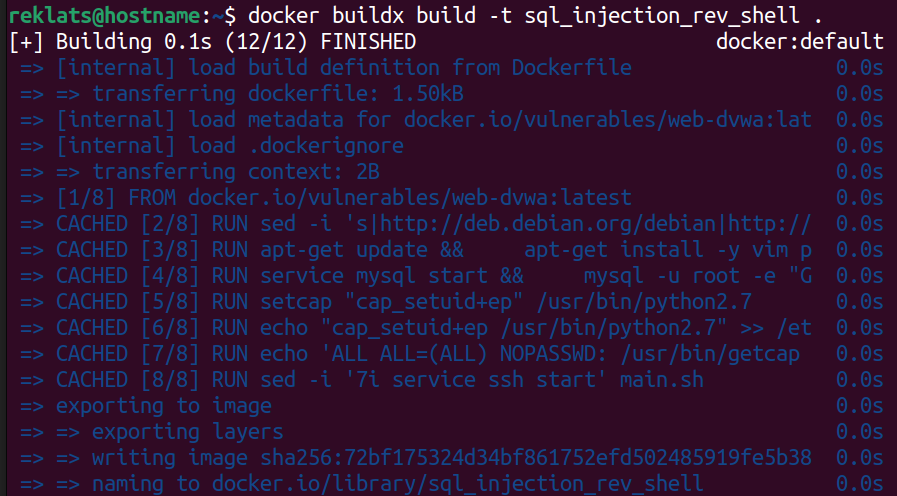 reklats@hostname:~$ docker buildx build -t sql_injection_rev_shell .
[+] Building 0.1s (12/12) FINISHED docker:default
=> [internal] load build definition from Dockerfile 0.0s
=> => transferring dockerfile: 1.50kB 0.0s
=> [internal] load metadata for docker.io/vulnerables/web-dvwa:lat 0.0s
=> [internal] load .dockerignore 0.0s
=> => transferring context: 2B 0.0s
=> [1/8] FROM docker.io/vulnerables/web-dvwa:latest 0.0s
=> CACHED [2/8] RUN sed -i 's|http://deb.debian.org/debian|http:// 0.0s
=> CACHED [3/8] RUN apt-get update &&     apt-get install -y vim p 0.0s
=> CACHED [4/8] RUN service mysql start &&     mysql -u root -e "G 0.0s
=> CACHED [5/8] RUN setcap "cap_setuid+ep" /usr/bin/python2.7 0.0s
=> CACHED [6/8] RUN echo "cap_setuid+ep /usr/bin/python2.7" >> /et 0.0s
=> CACHED [7/8] RUN echo 'ALL ALL=(ALL) NOPASSWD: /usr/bin/getcap 0.0s
=> CACHED [8/8] RUN sed -i '7i service ssh start' main.sh 0.0s
=> exporting to image 0.0s
=> => exporting layers 0.0s
=> => writing image sha256:72bf175324d34bf861752efd502485919fe5b38 0.0s
=> => naming to docker.io/library/sql_injection_rev_shell 0.0s